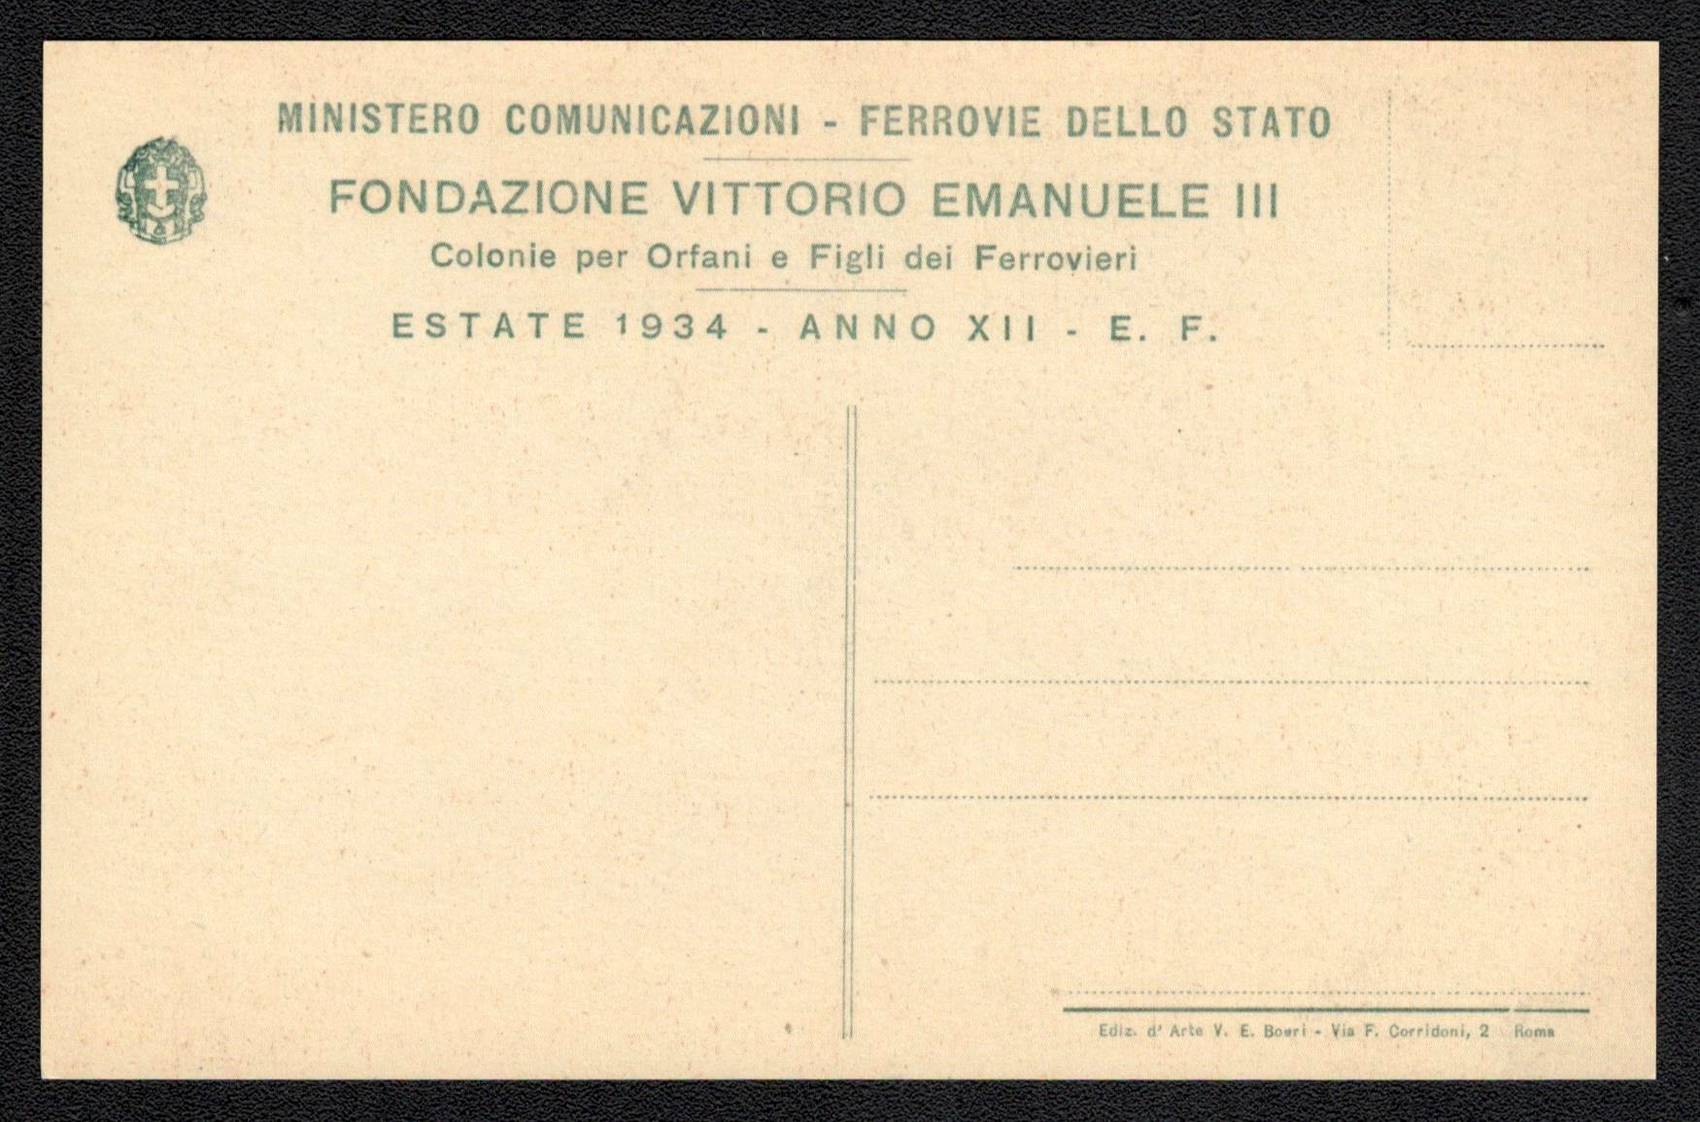 MINISTERO COMUNICAZIONI - FERROVIE DELLO STATO
FONDAZIONE VITTORIO EMANUELE III
Colonie per Orfani e Figli dei Ferrovieri
ESTATE 1934 - ANNO XII - E. F.
Ediz. d' Arte V. E. Boeri - Via F. Corridoni, 2 Roma